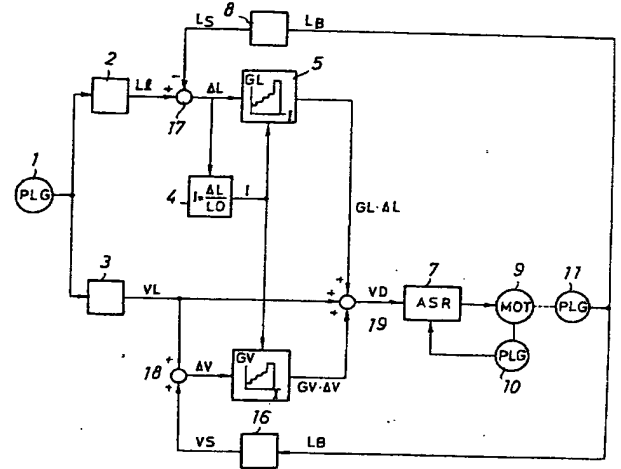 8
LS
LB
5
2
Lℓ
+
-
17
ΔL
GL
I
1
PLG
4
I=ΔL/LO
I
GL·ΔL
3
VL
+
+
+
VD
19
7
ASR
9
MOT
11
PLG
10
PLG
18
+
+
ΔV
GV
I
GV·ΔV
VS
16
LB